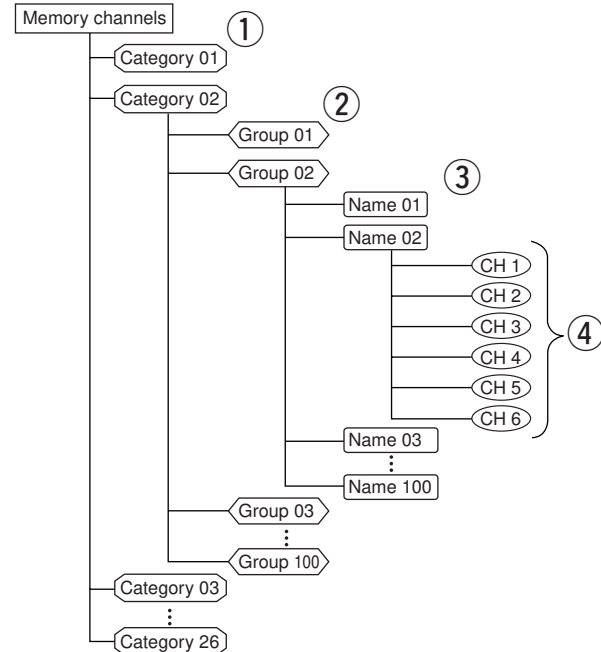 Memory channels
①
Category 01
Category 02
②
Group 01
Group 02
③
Name 01
Name 02
CH 1
CH 2
CH 3
④
CH 4
CH 5
CH 6
Name 03
Name 100
Group 03
Group 100
Category 03
Category 26